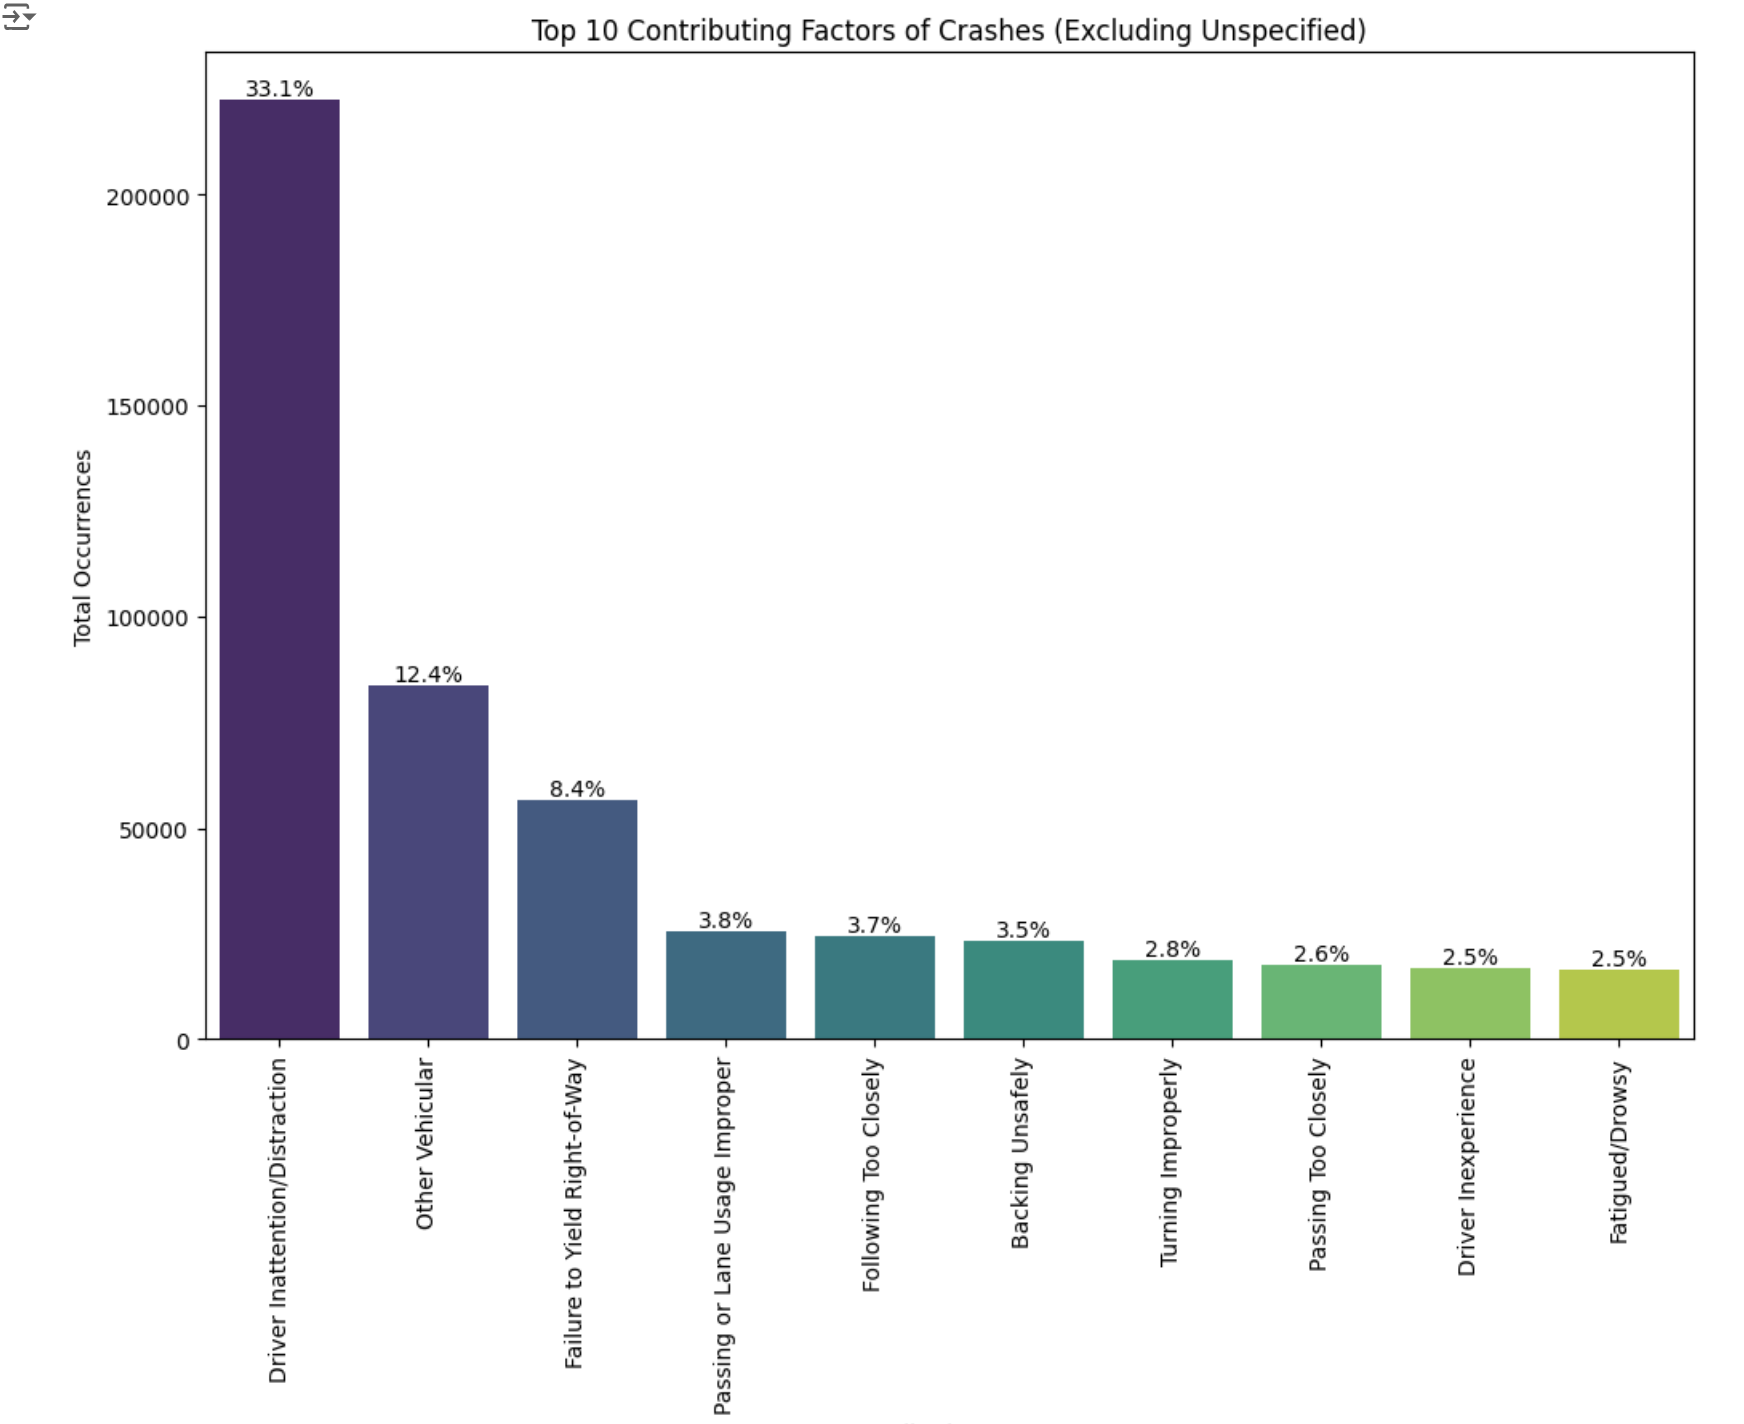 Top 10 Contributing Factors of Crashes (Excluding Unspecified)
33.1%
12.4%
8.4%
3.8%
3.7%
3.5%
2.8%
2.6%
2.5%
2.5%
200000
150000
100000
50000
0
Total Occurrences
Driver Inattention/Distraction
Other Vehicular
Failure to Yield Right-of-Way
Passing or Lane Usage Improper
Following Too Closely
Backing Unsafely
Turning Improperly
Passing Too Closely
Driver Inexperience
Fatigued/Drowsy